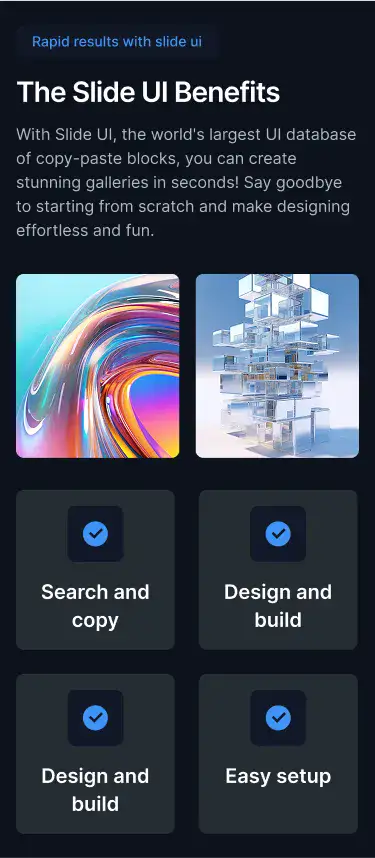 Rapid results with slide ui
The Slide UI Benefits
With Slide UI, the world's largest UI database
of copy-paste blocks, you can create
stunning galleries in seconds! Say goodbye
to starting from scratch and make designing
effortless and fun.
Search and
copy
Design and
build
Design and
build
Easy setup